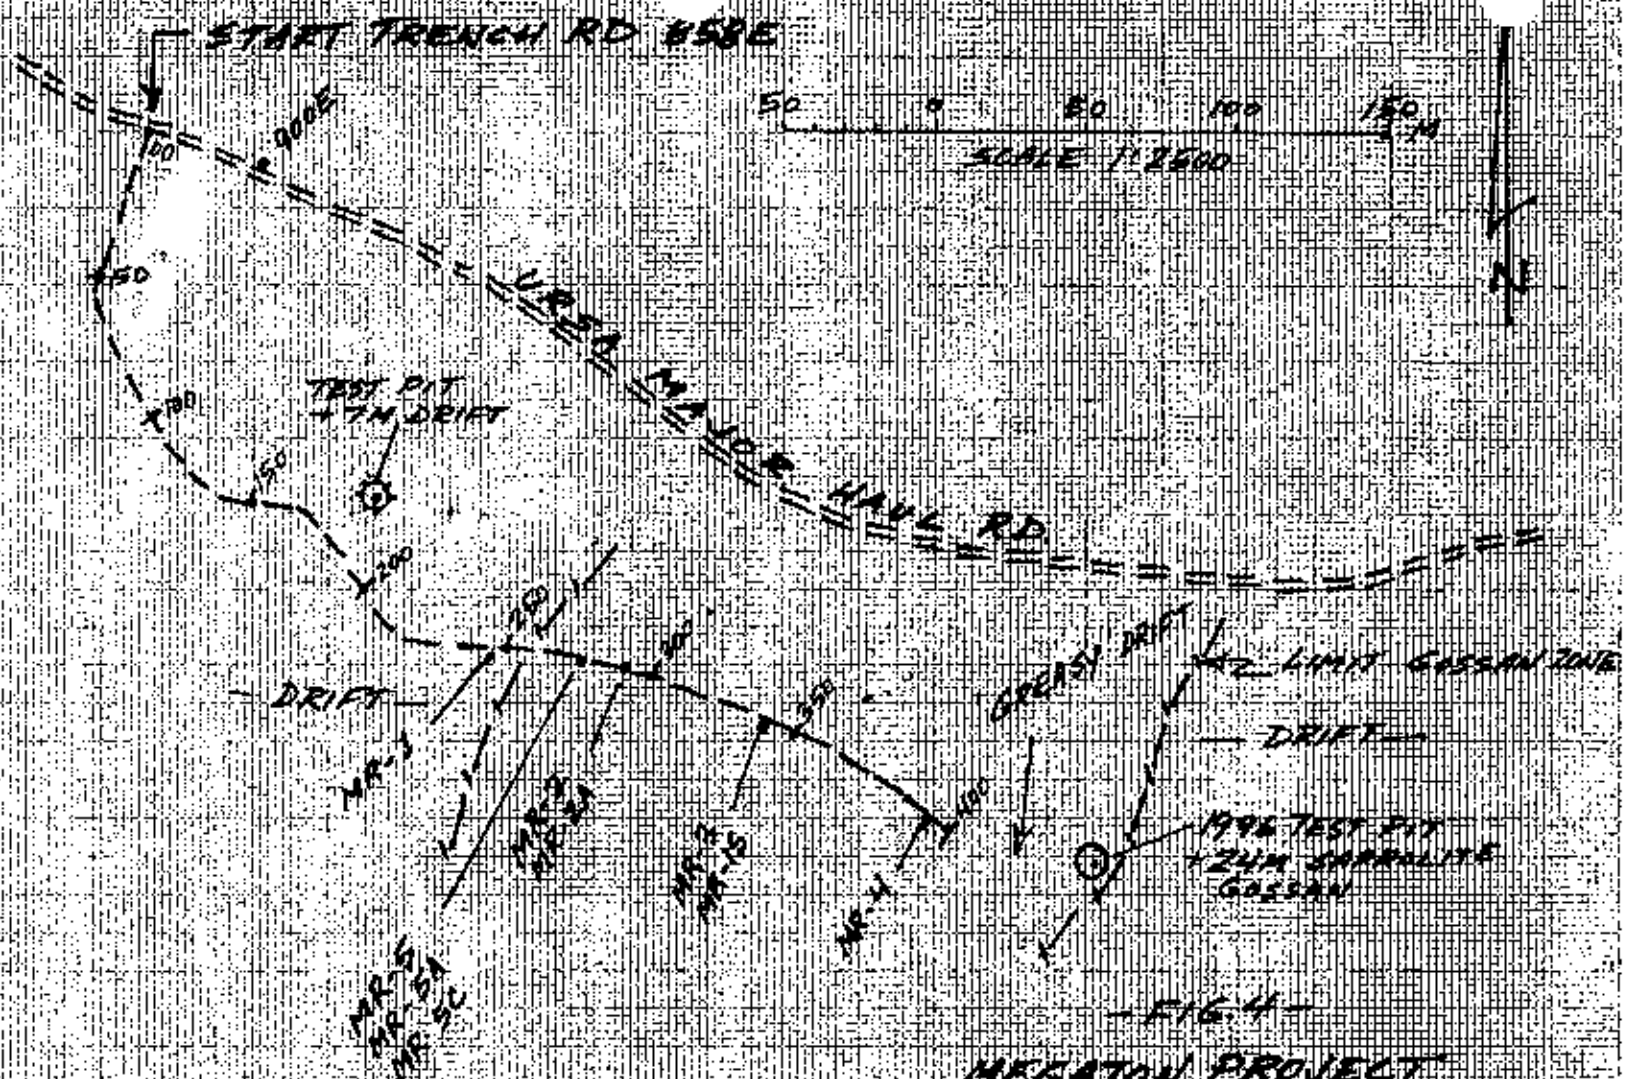 START TRENCH RD 858E
900E
50 0 50 100 150 M
SCALE 1:2500
N
00
50
URSA MAJOR HAUL RD.
TEST PIT
+7M DRIFT
100
150
200
250
300
350
400
GREASY DRIFT
LIMIT GOSSAN ZONE
- DRIFT -
- DRIFT -
MR-1
MR-2
MR-2A
MR-3
MR-4
1996 TEST PIT
+24M SAPROLITE
GOSSAN
MR-5
MR-5A
MR-5C
- FIG. 4 -
MEGATON PROJECT